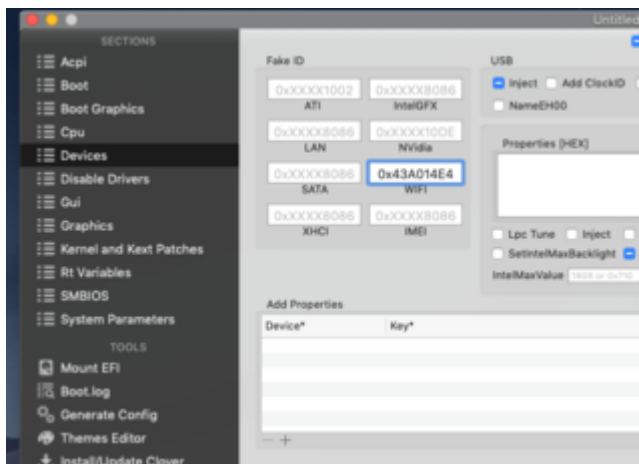 Untitled
SECTIONS
Acpi
Boot
Boot Graphics
Cpu
Devices
Disable Drivers
Gui
Graphics
Kernel and Kext Patches
Rt Variables
SMBIOS
System Parameters
TOOLS
Mount EFI
Boot.log
Generate Config
Themes Editor
Install/Update Clover
Fake ID
0xXXXX1002 0xXXXX8086
ATI IntelGFX
0xXXXX8086 0xXXXX10DE
LAN NVidia
0xXXXX8086 0x43A014E4
SATA WIFI
0xXXXX8086 0xXXXX8086
XHCI IMEI
USB
Inject Add ClockID
NameEH00
Properties [HEX]
Lpc Tune Inject
SetIntelMaxBacklight
IntelMaxValue 1808 or 0x710
Add Properties
Device* Key*